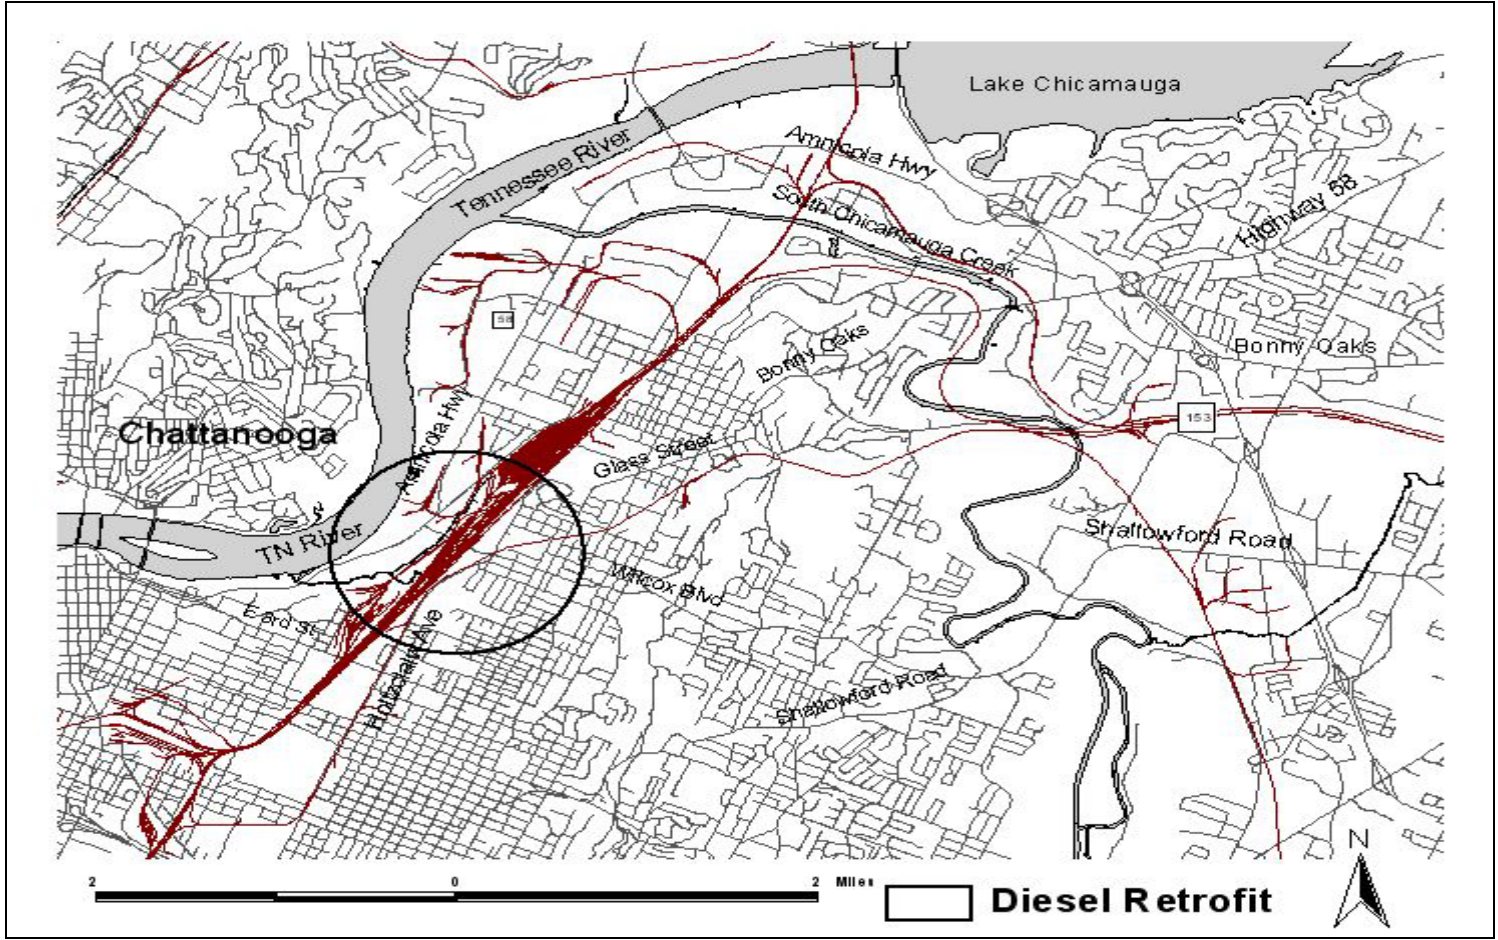 Lake Chicamauga
Amnicola Hwy
Tennessee River
South Chicamauga Creek
Highway 58
58
Bonny Oaks
Bonny Oaks
153
Chattanooga
Amnicola Hwy
Glass Street
TN River
Shallowford Road
Wilcox Blvd
E 3rd St
Holtzclaw Ave
Shallowford Road
N
2 0 2 Miles
Diesel Retrofit